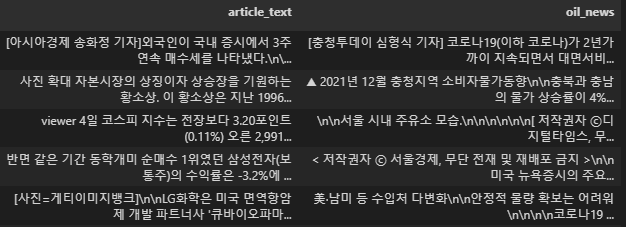 article_text oil_news
[아시아경제 송화정 기자]외국인이 국내 증시에서 3주 연속 매수세를 나타냈다.\n\... [충청투데이 심형식 기자] 코로나19(이하 코로나)가 2년가까이 지속되면서 대면서비...
사진 확대 자본시장의 상징이자 상승장을 기원하는 황소상. 이 황소상은 지난 1996... ▲ 2021년 12월 충청지역 소비자물가동향\n\n충북과 충남의 물가 상승률이 4%...
viewer 4일 코스피 지수는 전장보다 3.20포인트(0.11%) 오른 2,991... \n\n서울 시내 주유소 모습.\n\n\n\n\n\n[ 저작권자 ⓒ디지털타임스, 무...
반면 같은 기간 동학개미 순매수 1위였던 삼성전자(보통주)의 수익률은 -3.2%에 ... < 저작권자 ⓒ 서울경제, 무단 전재 및 재배포 금지 >\n\n미국 뉴욕증시의 주요...
[사진=게티이미지뱅크]\n\nLG화학은 미국 면역항암제 개발 파트너사 '큐바이오파마... 美·남미 등 수입처 다변화\n\n안정적 물량 확보는 어려워\n\n\n\n코로나19 ...